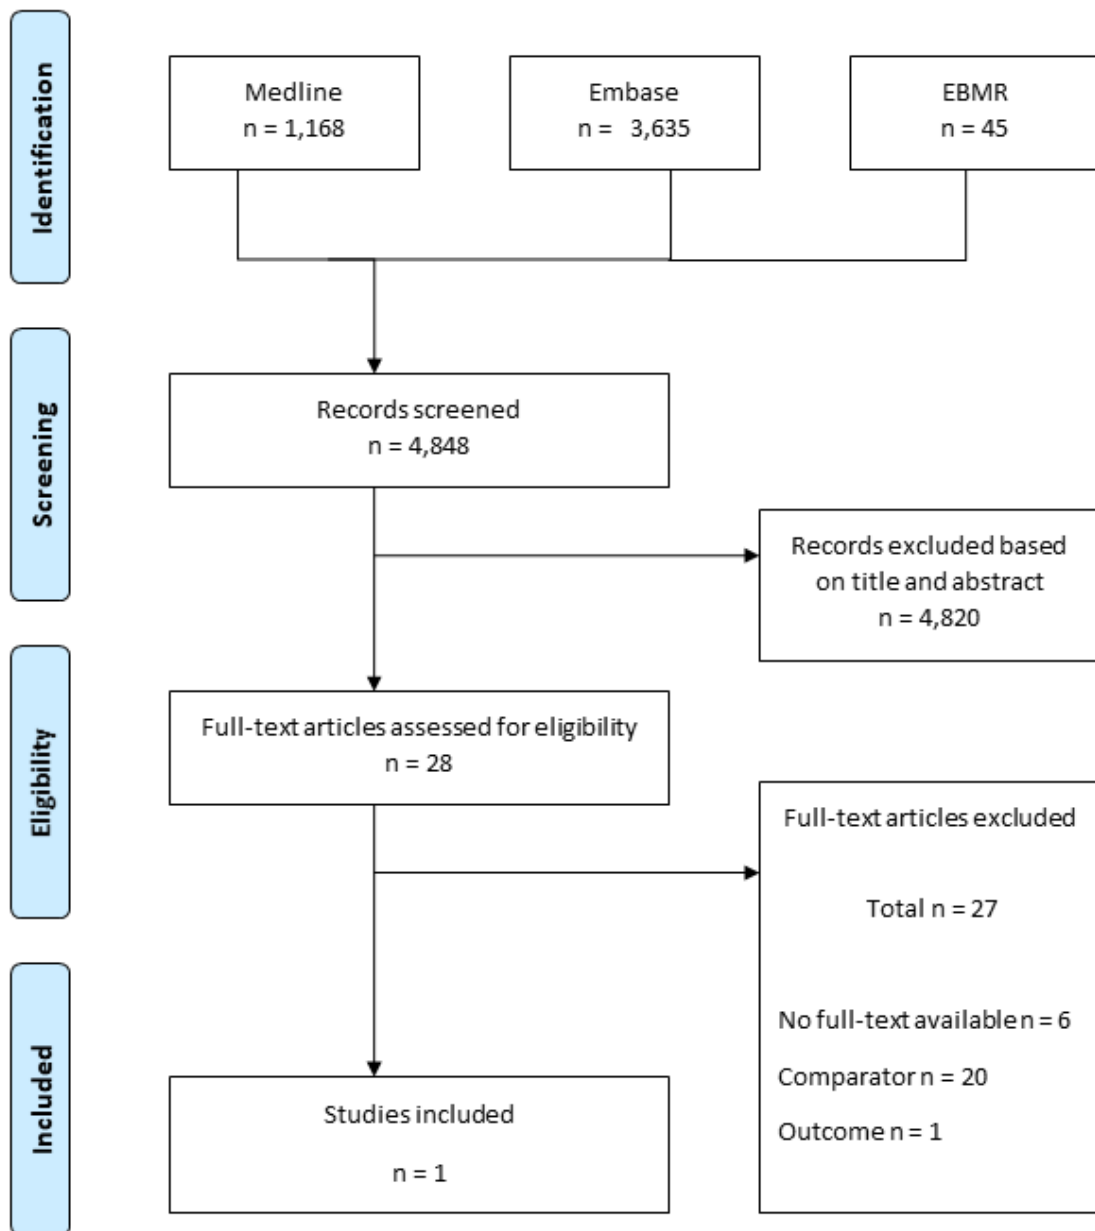 Identification
Medline
n = 1,168
Embase
n = 3,635
EBMR
n = 45
Screening
Records screened
n = 4,848
Records excluded based
on title and abstract
n = 4,820
Eligibility
Full-text articles assessed for eligibility
n = 28
Full-text articles excluded
Total n = 27
No full-text available n = 6
Comparator n = 20
Outcome n = 1
Included
Studies included
n = 1